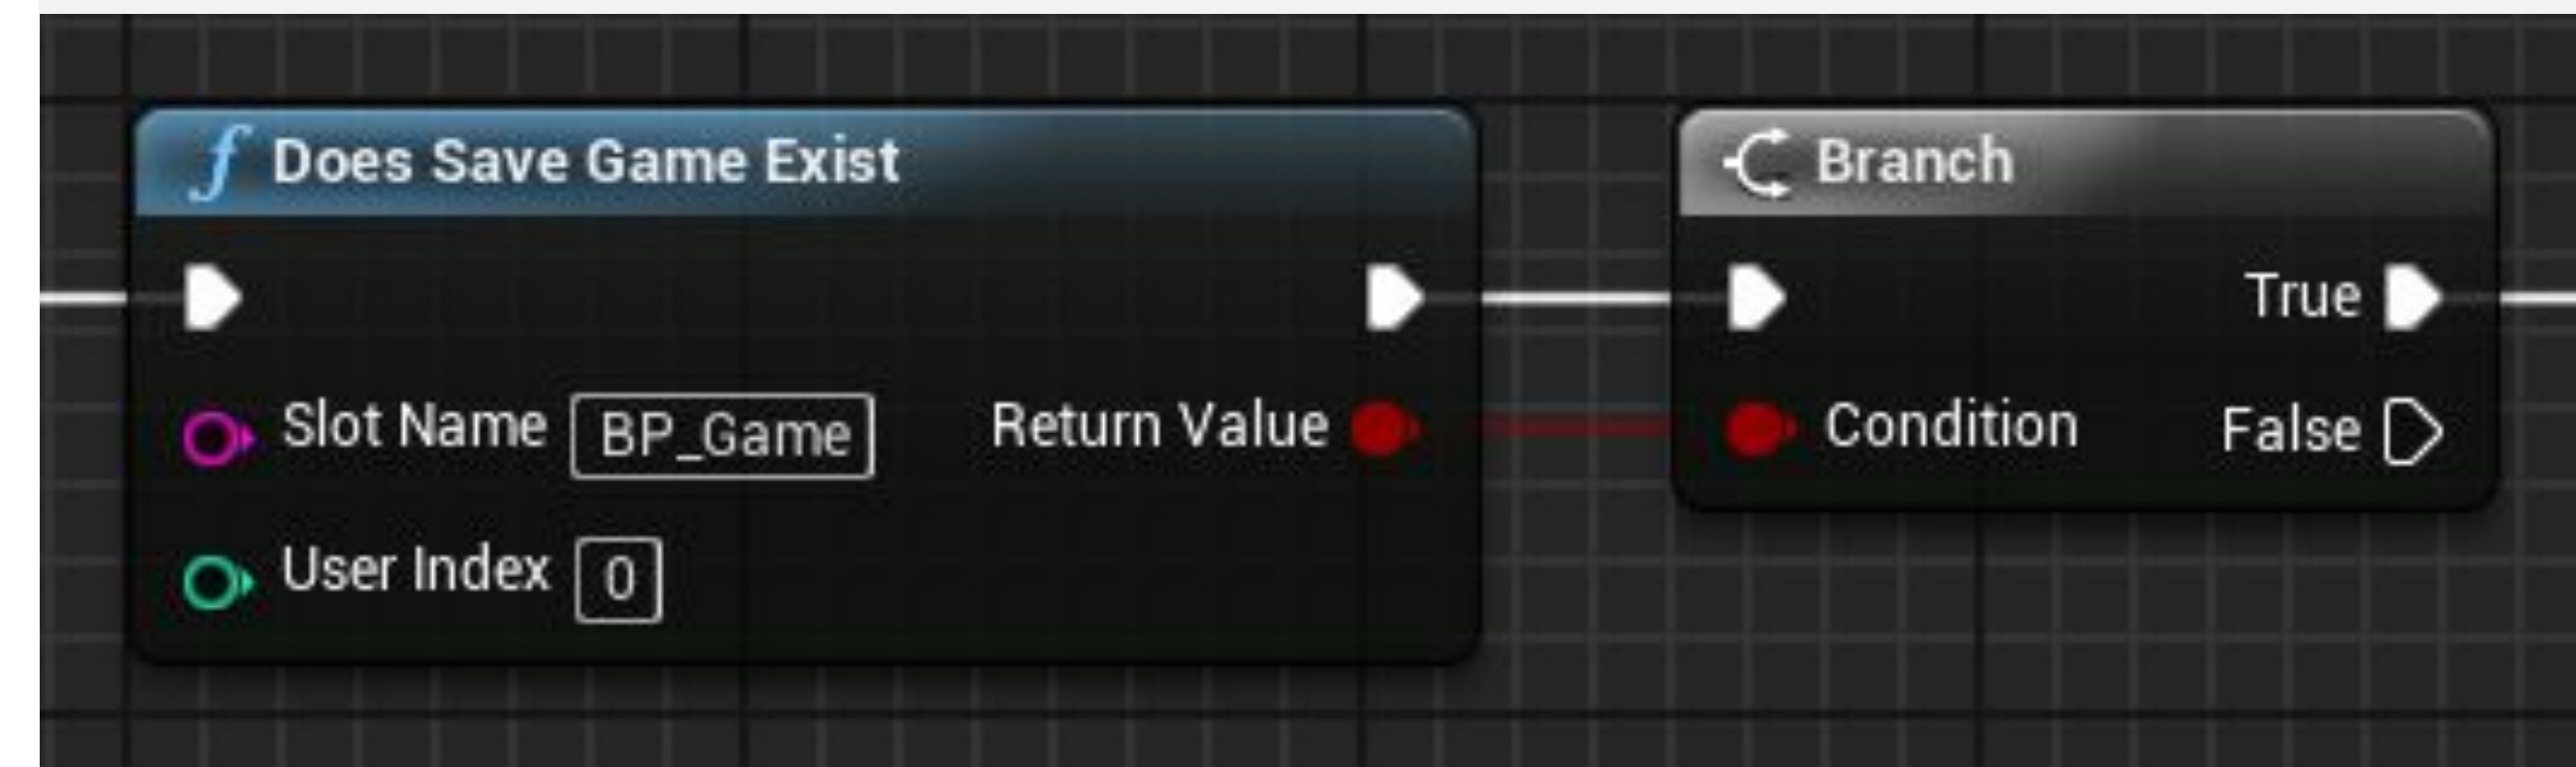 Does Save Game Exist
Slot Name BP_Game
Return Value
User Index 0
Branch
True
Condition
False